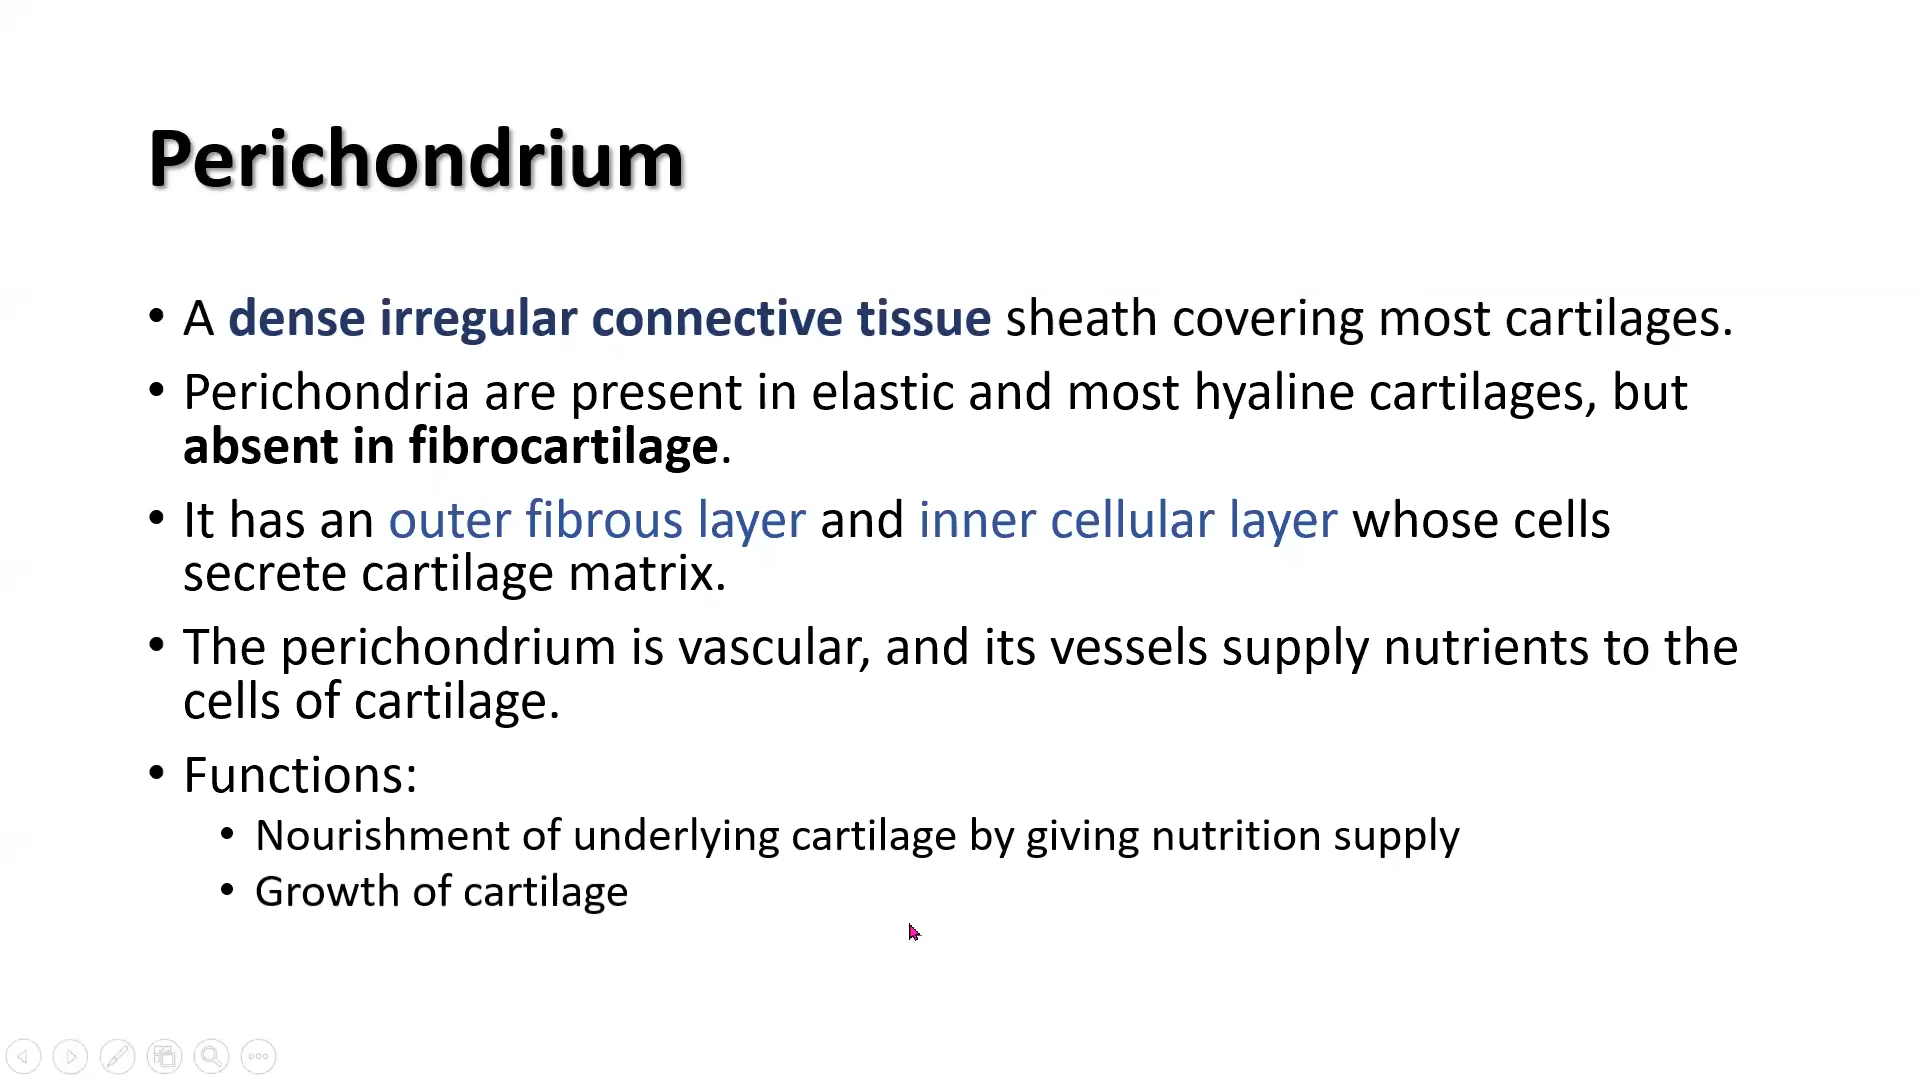 Perichondrium
• A dense irregular connective tissue sheath covering most cartilages.
• Perichondria are present in elastic and most hyaline cartilages, but
absent in fibrocartilage.
• It has an outer fibrous layer and inner cellular layer whose cells
secrete cartilage matrix.
• The perichondrium is vascular, and its vessels supply nutrients to the
cells of cartilage.
• Functions:
• Nourishment of underlying cartilage by giving nutrition supply
• Growth of cartilage